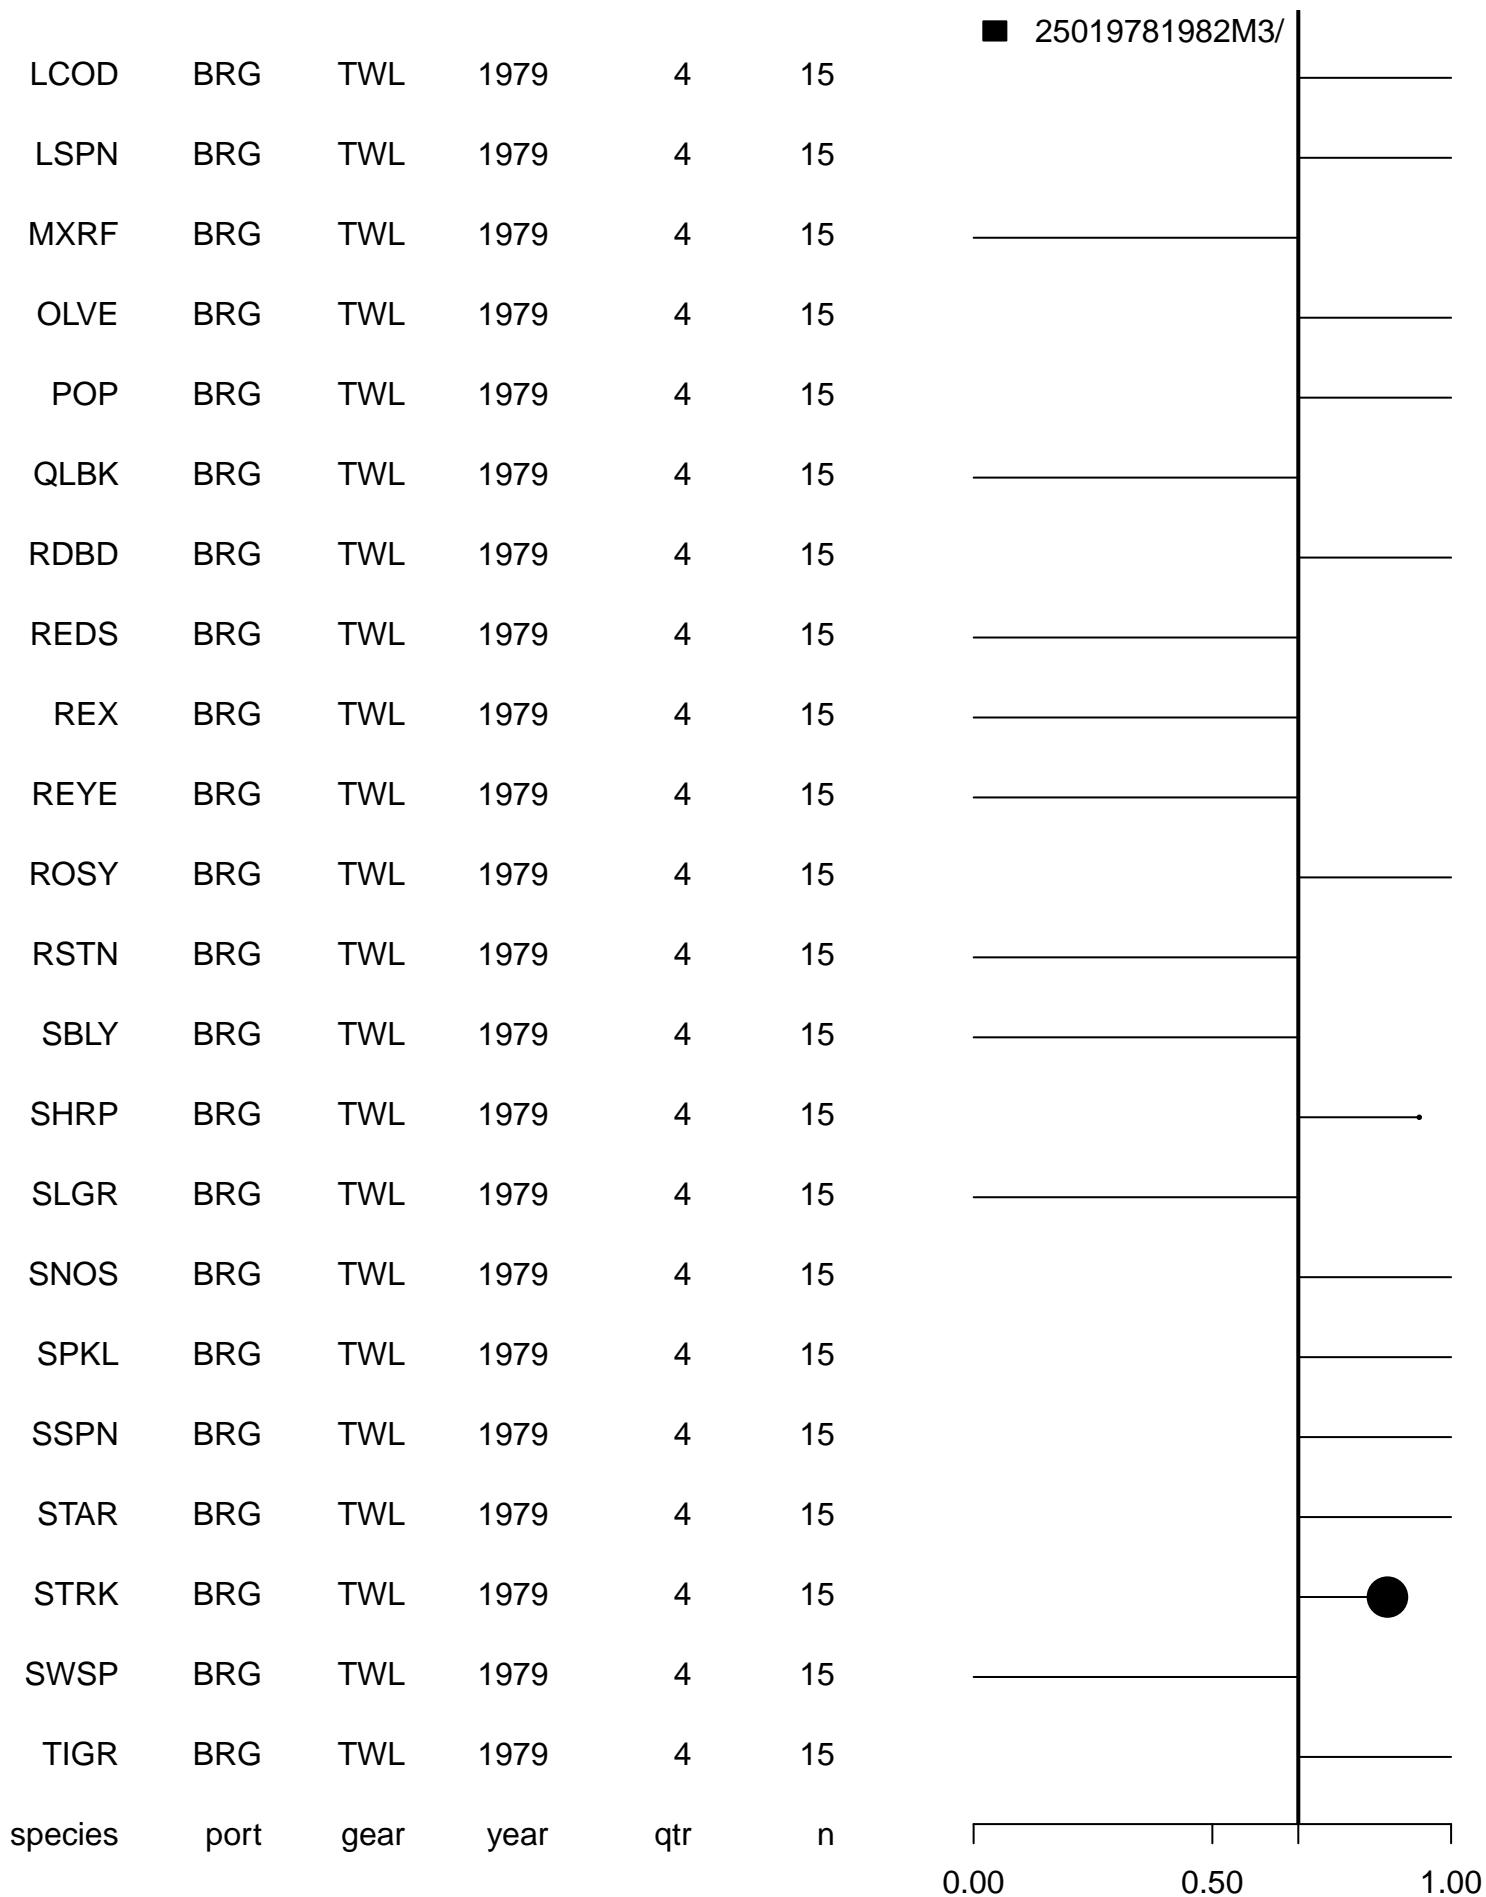 25019781982M3/
LCOD BRG TWL 1979 4 15
LSPN BRG TWL 1979 4 15
MXRF BRG TWL 1979 4 15
OLVE BRG TWL 1979 4 15
POP BRG TWL 1979 4 15
QLBK BRG TWL 1979 4 15
RDBD BRG TWL 1979 4 15
REDS BRG TWL 1979 4 15
REX BRG TWL 1979 4 15
REYE BRG TWL 1979 4 15
ROSY BRG TWL 1979 4 15
RSTN BRG TWL 1979 4 15
SBLY BRG TWL 1979 4 15
SHRP BRG TWL 1979 4 15
SLGR BRG TWL 1979 4 15
SNOS BRG TWL 1979 4 15
SPKL BRG TWL 1979 4 15
SSPN BRG TWL 1979 4 15
STAR BRG TWL 1979 4 15
STRK BRG TWL 1979 4 15
SWSP BRG TWL 1979 4 15
TIGR BRG TWL 1979 4 15
species port gear year qtr n
0.00 0.50 1.00